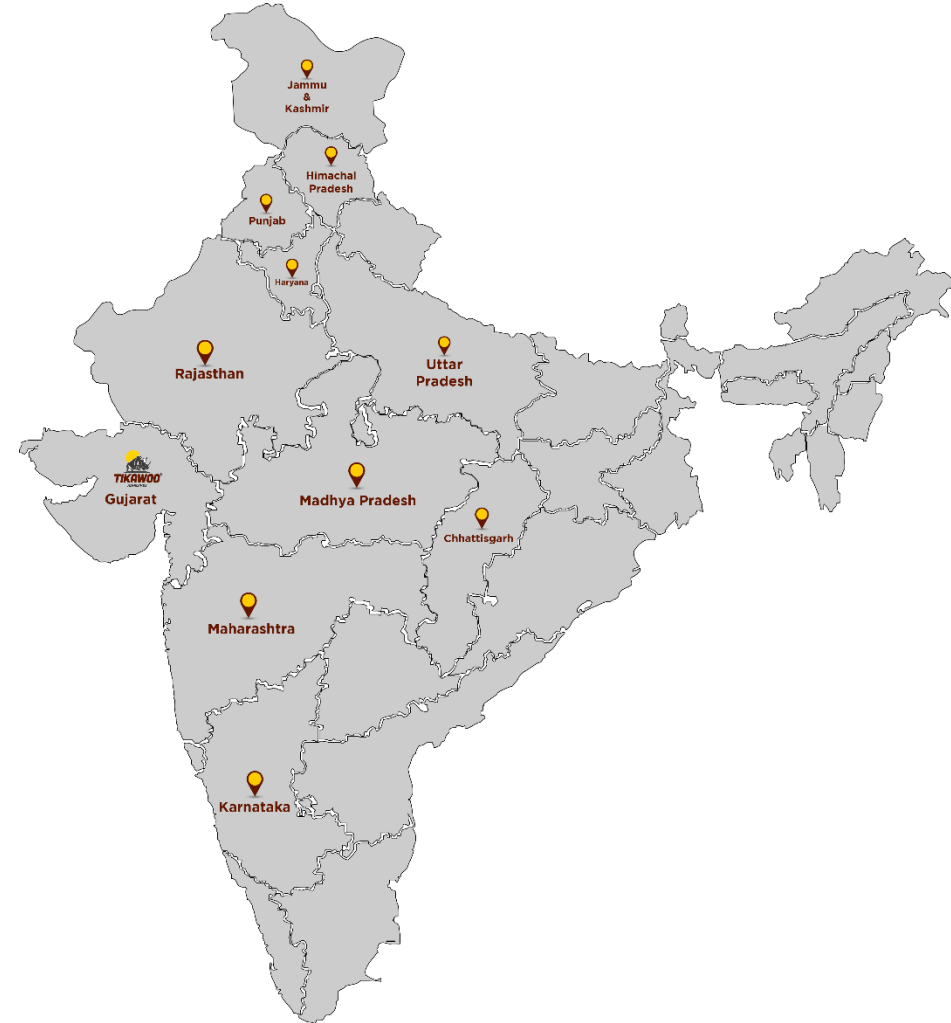 Jammu
&
Kashmir
Himachal
Pradesh
Punjab
Haryana
Rajasthan
Uttar
Pradesh
TIKAWOO
Gujarat
Madhya Pradesh
Chhattisgarh
Maharashtra
Karnataka